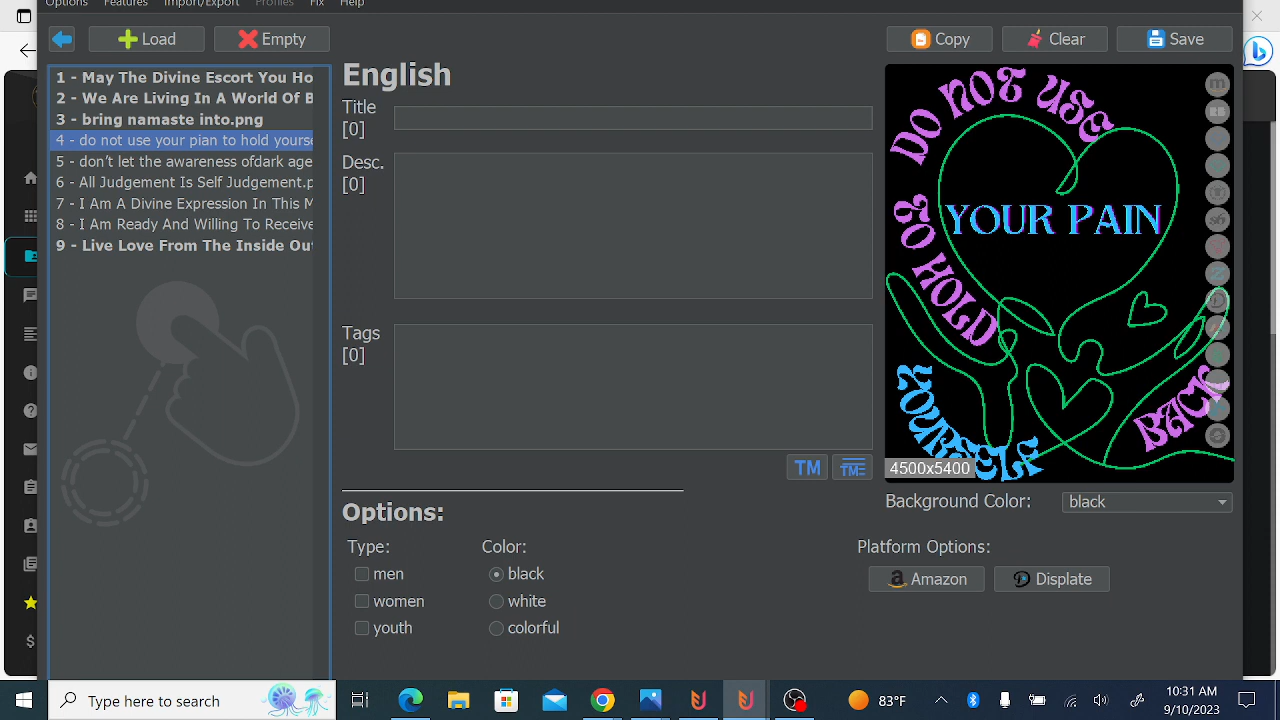 Options Features Import/Export Profiles Fix Help
Load Empty Copy Clear Save
1 - May The Divine Escort You Ho
2 - We Are Living In A World Of B
3 - bring namaste into.png
4 - do not use your pian to hold yourse
5 - don't let the awareness ofdark age
6 - All Judgement Is Self Judgement.p
7 - I Am A Divine Expression In This M
8 - I Am Ready And Willing To Receive
9 - Live Love From The Inside Out
English
Title
[0]
Desc.
[0]
Tags
[0]
TM TM
Options:
Type: Color:
men black
women white
youth colorful
DO NOT USE
YOUR PAIN
TO HOLD
YOURSELF
BACK
4500x5400
Background Color: black
Platform Options:
Amazon Displate
Type here to search
83°F
10:31 AM
9/10/2023